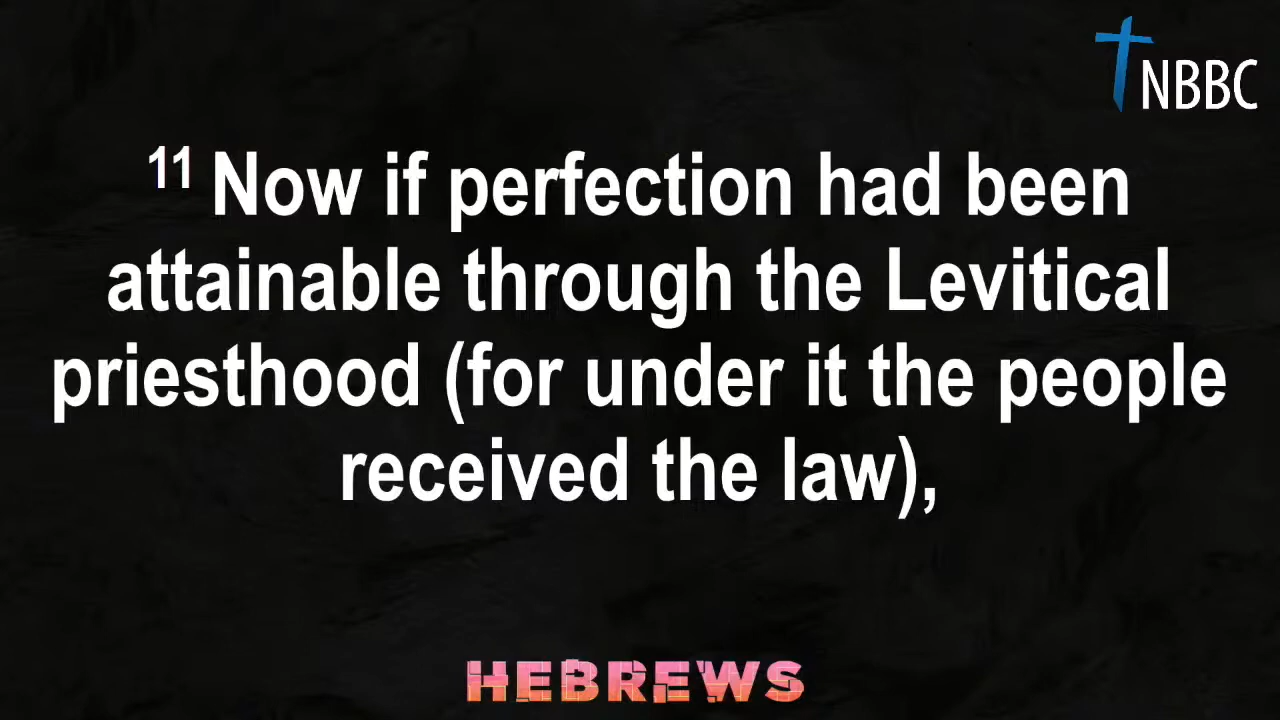 NBBC
11 Now if perfection had been
attainable through the Levitical
priesthood (for under it the people
received the law),
HEBREWS